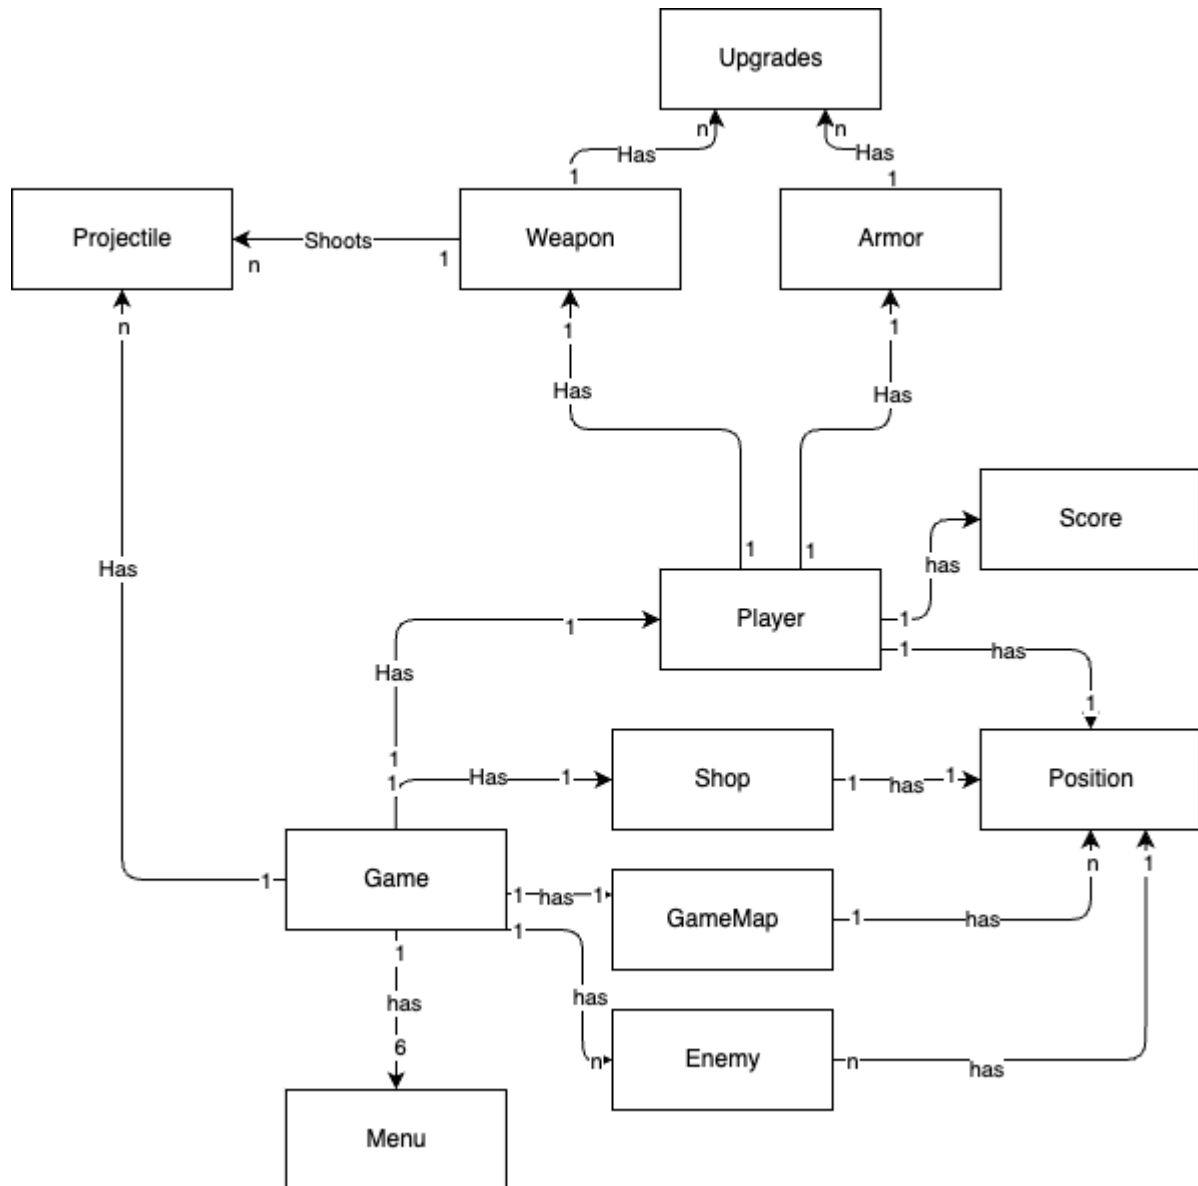 Upgrades
n
n
Has
Has
1
1
Projectile
Shoots
Weapon
Armor
n
1
n
1
1
Has
Has
Score
1
1
has
Has
Player
1
1
1
has
Has
1
1
1
Has
1
Shop
1
has
1
Position
Game
1
1
has
1
GameMap
1
has
n
1
1
1
has
has
n
Enemy
n
has
6
Menu